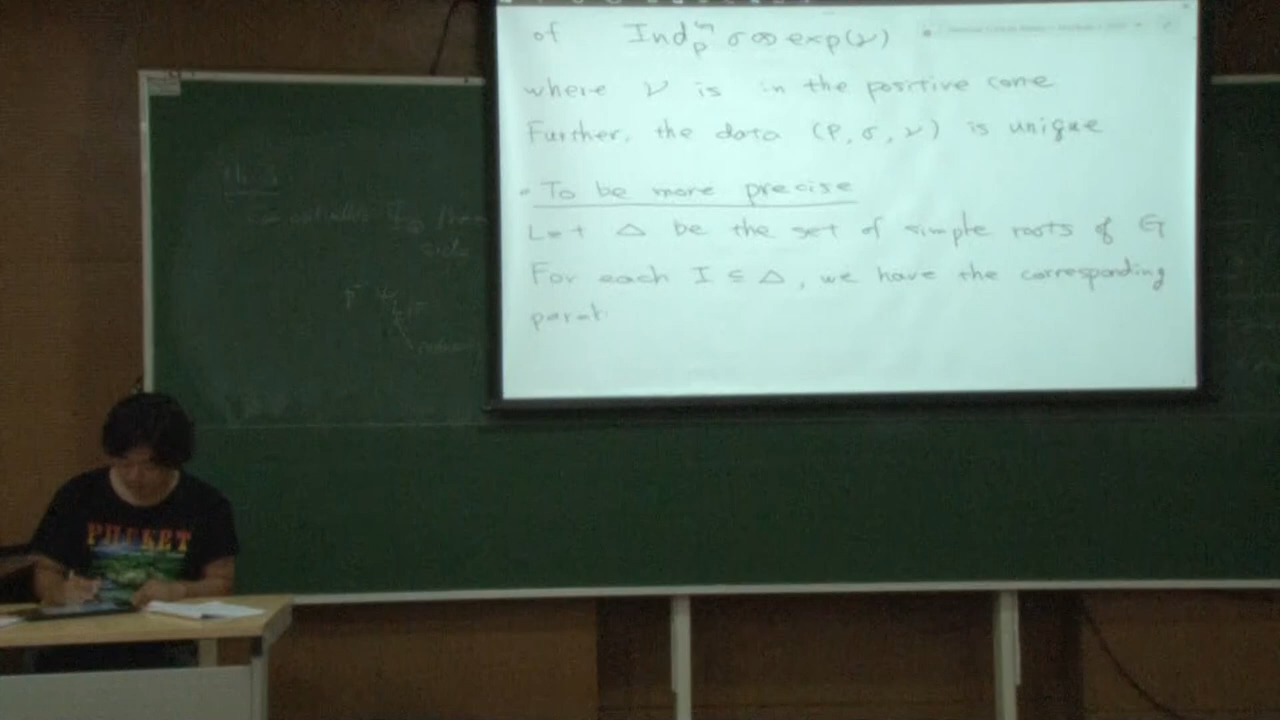 of Ind_P^G σ⊗exp(ν)
where ν is in the positive cone
Further, the data (P, σ, ν) is unique
• To be more precise
Let Δ be the set of simple roots of G
For each I ⊆ Δ, we have the corresponding
parab
PHUKET